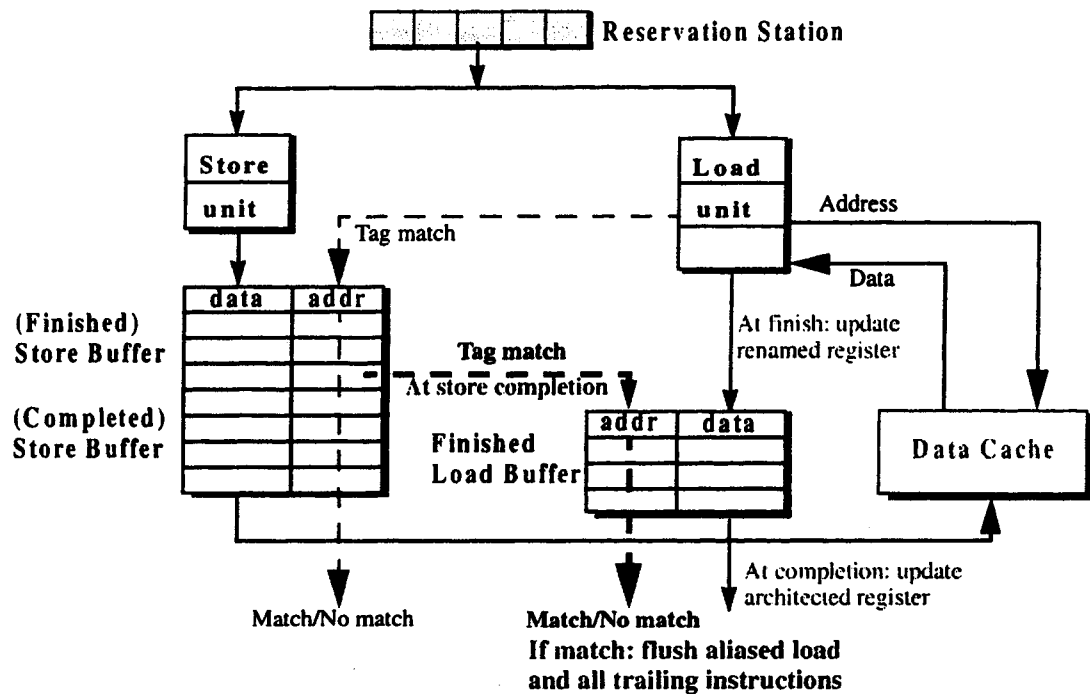 Reservation Station
Store
unit
Load
unit
Address
Tag match
Data
data addr
(Finished)
Store Buffer
At finish: update
renamed register
Tag match
At store completion
(Completed)
Store Buffer
addr data
Finished
Load Buffer
Data Cache
At completion: update
architected register
Match/No match
Match/No match
If match: flush aliased load
and all trailing instructions